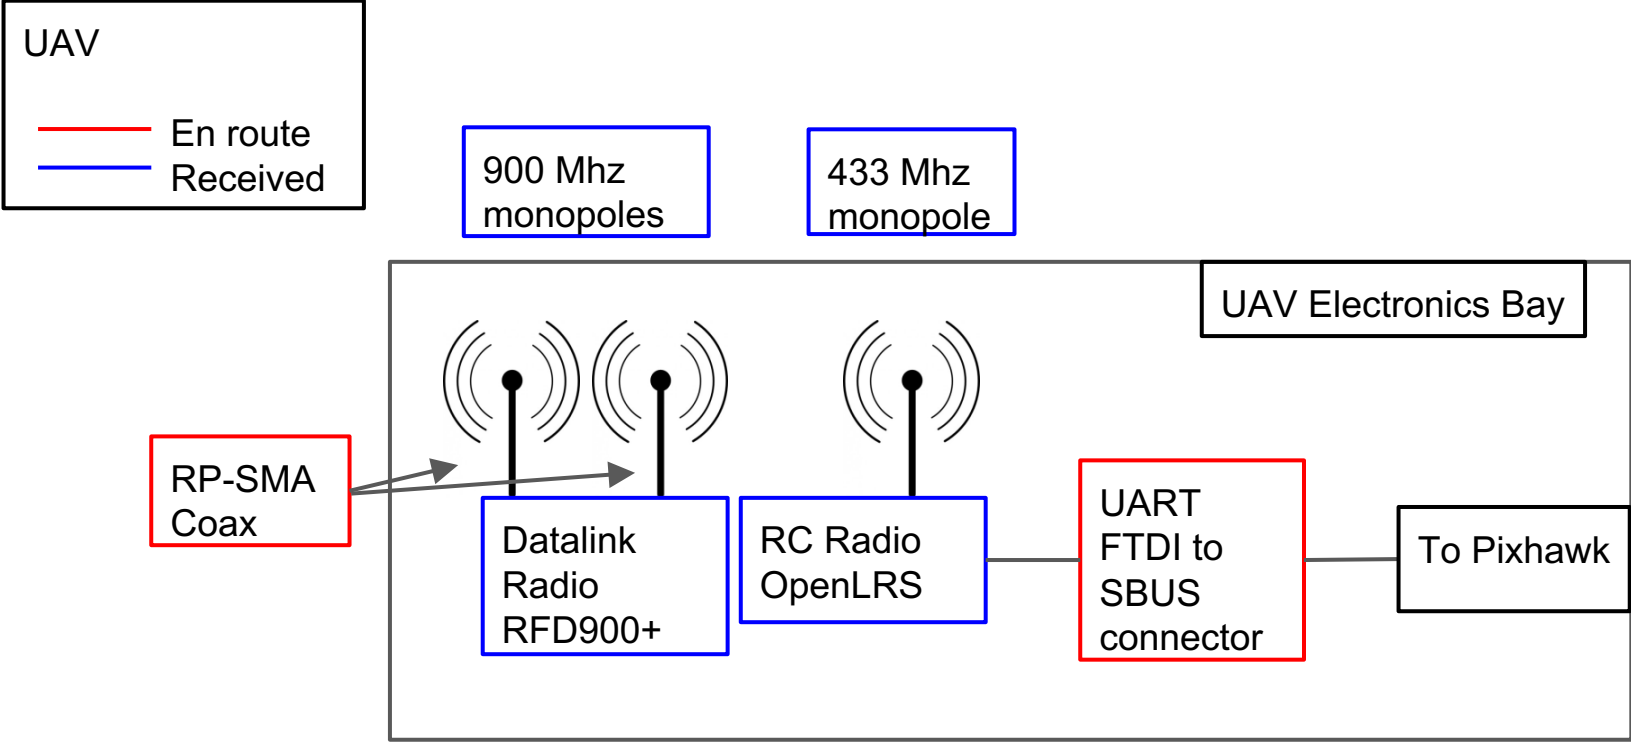 UAV
En route
Received
900 Mhz
monopoles
433 Mhz
monopole
UAV Electronics Bay
RP-SMA
Coax
Datalink
Radio
RFD900+
RC Radio
OpenLRS
UART
FTDI to
SBUS
connector
To Pixhawk